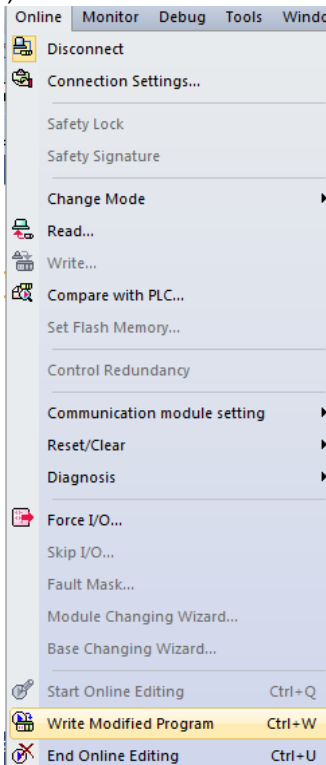 Online Monitor Debug Tools
Disconnect
Connection Settings...
Safety Lock
Safety Signature
Change Mode
Read...
Write...
Compare with PLC...
Set Flash Memory...
Control Redundancy
Communication module setting
Reset/Clear
Diagnosis
Force I/O...
Skip I/O...
Fault Mask...
Module Changing Wizard...
Base Changing Wizard...
Start Online Editing Ctrl+Q
Write Modified Program Ctrl+W
End Online Editing Ctrl+U